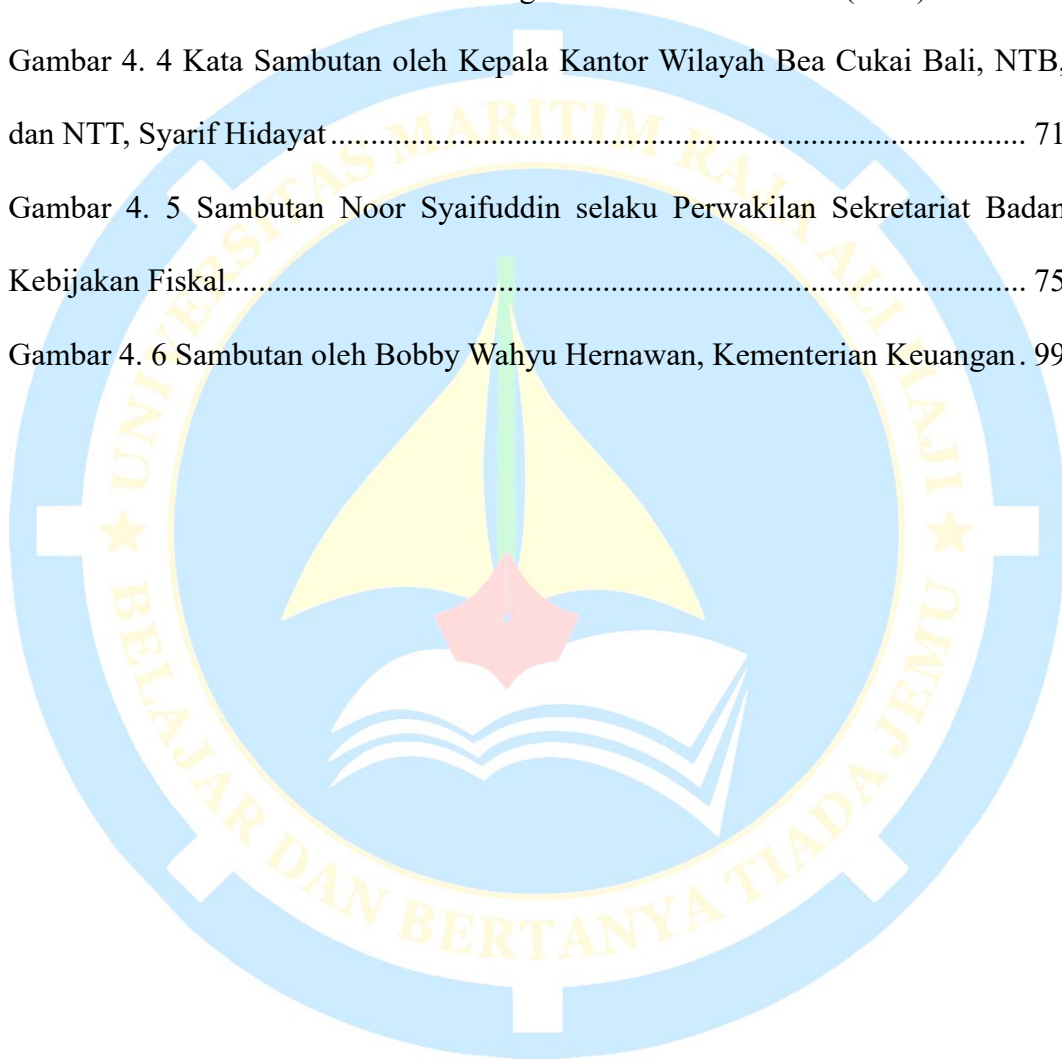 Gambar 4. 4 Kata Sambutan oleh Kepala Kantor Wilayah Bea Cukai Bali, NTB,
dan NTT, Syarif Hidayat ........................................................................................ 71
Gambar 4. 5 Sambutan Noor Syaifuddin selaku Perwakilan Sekretariat Badan
Kebijakan Fiskal..................................................................................................... 75
Gambar 4. 6 Sambutan oleh Bobby Wahyu Hernawan, Kementerian Keuangan. 99
UNIVERSITAS MARITIM RAJA ALI HAJI
BELAJAR DAN BERTANYA TIADA JEMU